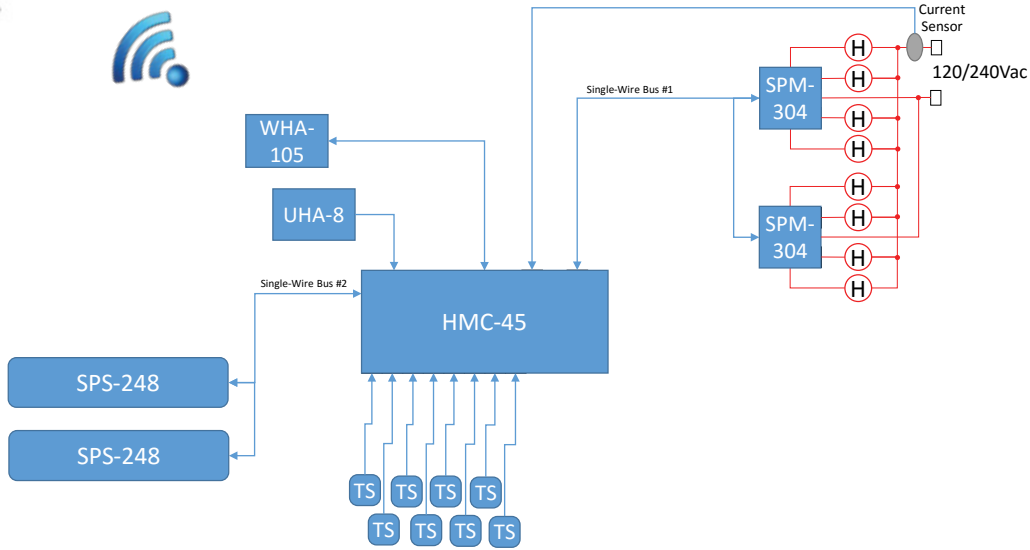 Current
Sensor
H
120/240Vac
SPM-
304
H
Single-Wire Bus #1
H
WHA-
105
H
H
UHA-8
H
SPM-
304
H
Single-Wire Bus #2
H
HMC-45
SPS-248
SPS-248
TS
TS
TS
TS
TS
TS
TS
TS